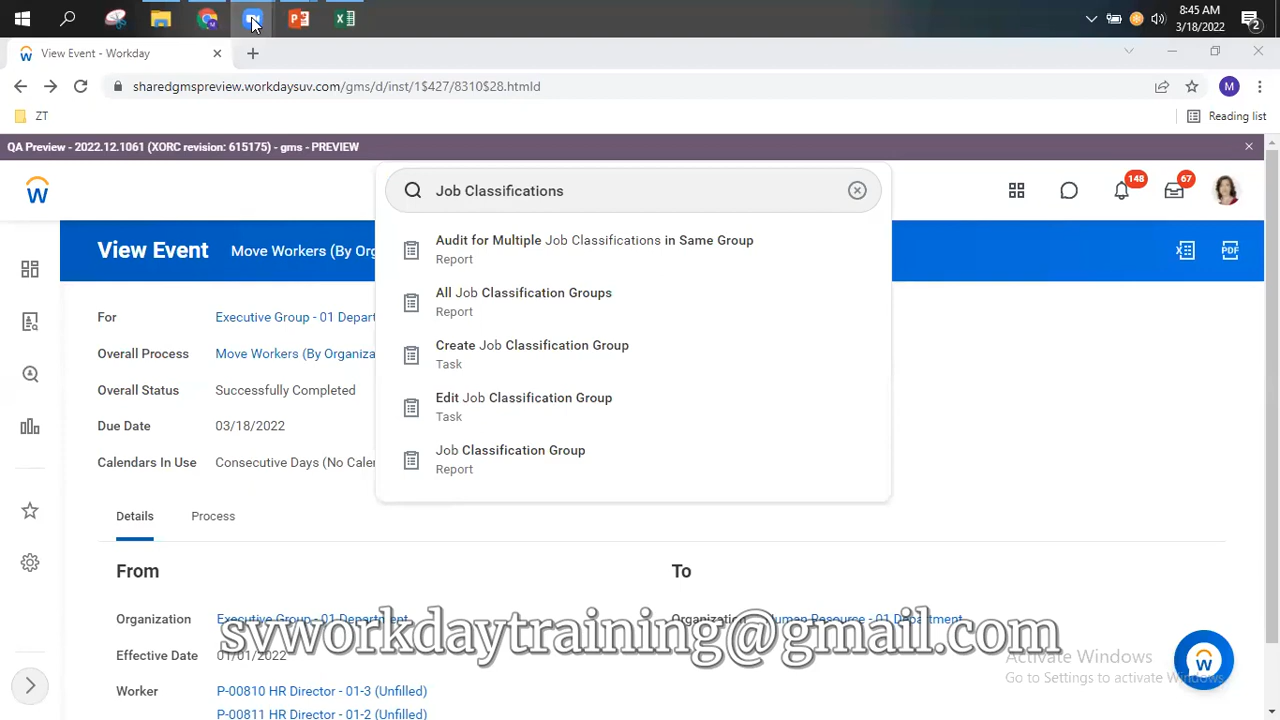 8:45 AM
3/18/2022
2
View Event - Workday
sharedgmspreview.workdaysuv.com/gms/d/inst/1$427/8310$28.htmld
M
ZT
Reading list
QA Preview - 2022.12.1061 (XORC revision: 615175) - gms - PREVIEW
Job Classifications
148
67
View Event
Move Workers (By Org
PDF
Audit for Multiple Job Classifications in Same Group
Report
All Job Classification Groups
Report
Create Job Classification Group
Task
Edit Job Classification Group
Task
Job Classification Group
Report
For
Executive Group - 01 Depart
Overall Process
Move Workers (By Organiza
Overall Status
Successfully Completed
Due Date
03/18/2022
Calendars In Use
Consecutive Days (No Caler
Details
Process
From
To
Organization
Executive Group - 01 Department
Organization
Human Resource - 01 Department
svworkdaytraining@gmail.com
Effective Date
01/01/2022
Activate Windows
Go to Settings to activate Windows.
Worker
P-00810 HR Director - 01-3 (Unfilled)
P-00811 HR Director - 01-2 (Unfilled)